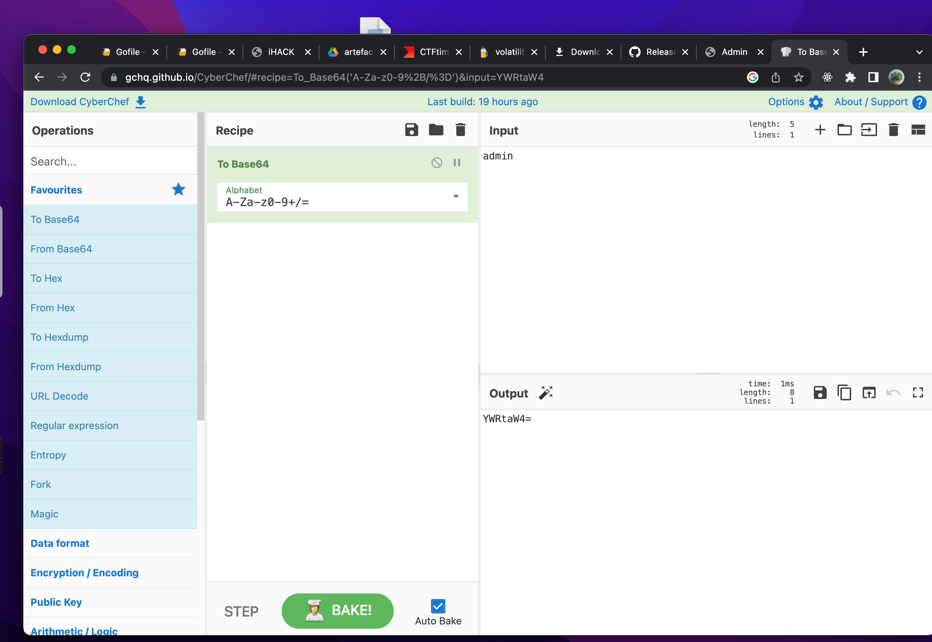 Gofile - Gofile - iHACK artefac CTFtim volatilit Downlo Release Admin To Bas
gchq.github.io/CyberChef/#recipe=To_Base64('A-Za-z0-9%2B/%3D')&input=YWRtaW4
Download CyberChef Last build: 19 hours ago Options About / Support ?
Operations
Search...
Favourites
To Base64
From Base64
To Hex
From Hex
To Hexdump
From Hexdump
URL Decode
Regular expression
Entropy
Fork
Magic
Data format
Encryption / Encoding
Public Key
Arithmetic / Logic
Recipe
To Base64
Alphabet
A-Za-z0-9+/=
STEP
BAKE!
Auto Bake
Input
length: 5
lines: 1
admin
Output
time: 1ms
length: 8
lines: 1
YWRtaW4=